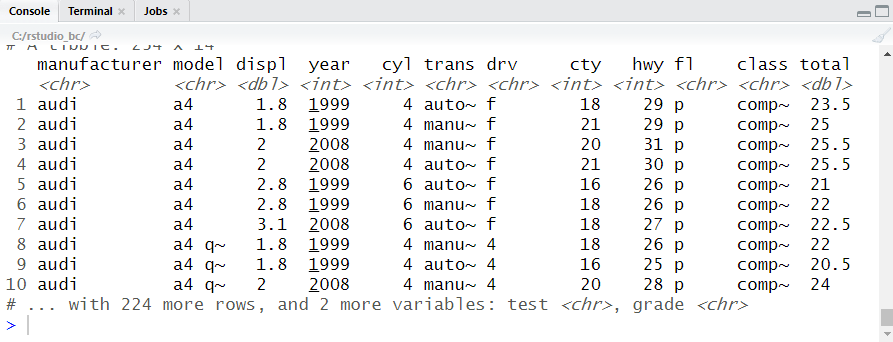 Console Terminal × Jobs ×
C:/rstudio_bc/
# A tibble: 234 x 14
manufacturer model displ year cyl trans drv cty hwy fl class total
<chr> <chr> <dbl> <int> <int> <chr> <chr> <int> <int> <chr> <chr> <dbl>
1 audi a4 1.8 1999 4 auto~ f 18 29 p comp~ 23.5
2 audi a4 1.8 1999 4 manu~ f 21 29 p comp~ 25
3 audi a4 2 2008 4 manu~ f 20 31 p comp~ 25.5
4 audi a4 2 2008 4 auto~ f 21 30 p comp~ 25.5
5 audi a4 2.8 1999 6 auto~ f 16 26 p comp~ 21
6 audi a4 2.8 1999 6 manu~ f 18 26 p comp~ 22
7 audi a4 3.1 2008 6 auto~ f 18 27 p comp~ 22.5
8 audi a4 q~ 1.8 1999 4 manu~ 4 18 26 p comp~ 22
9 audi a4 q~ 1.8 1999 4 auto~ 4 16 25 p comp~ 20.5
10 audi a4 q~ 2 2008 4 manu~ 4 20 28 p comp~ 24
# ... with 224 more rows, and 2 more variables: test <chr>, grade <chr>
>